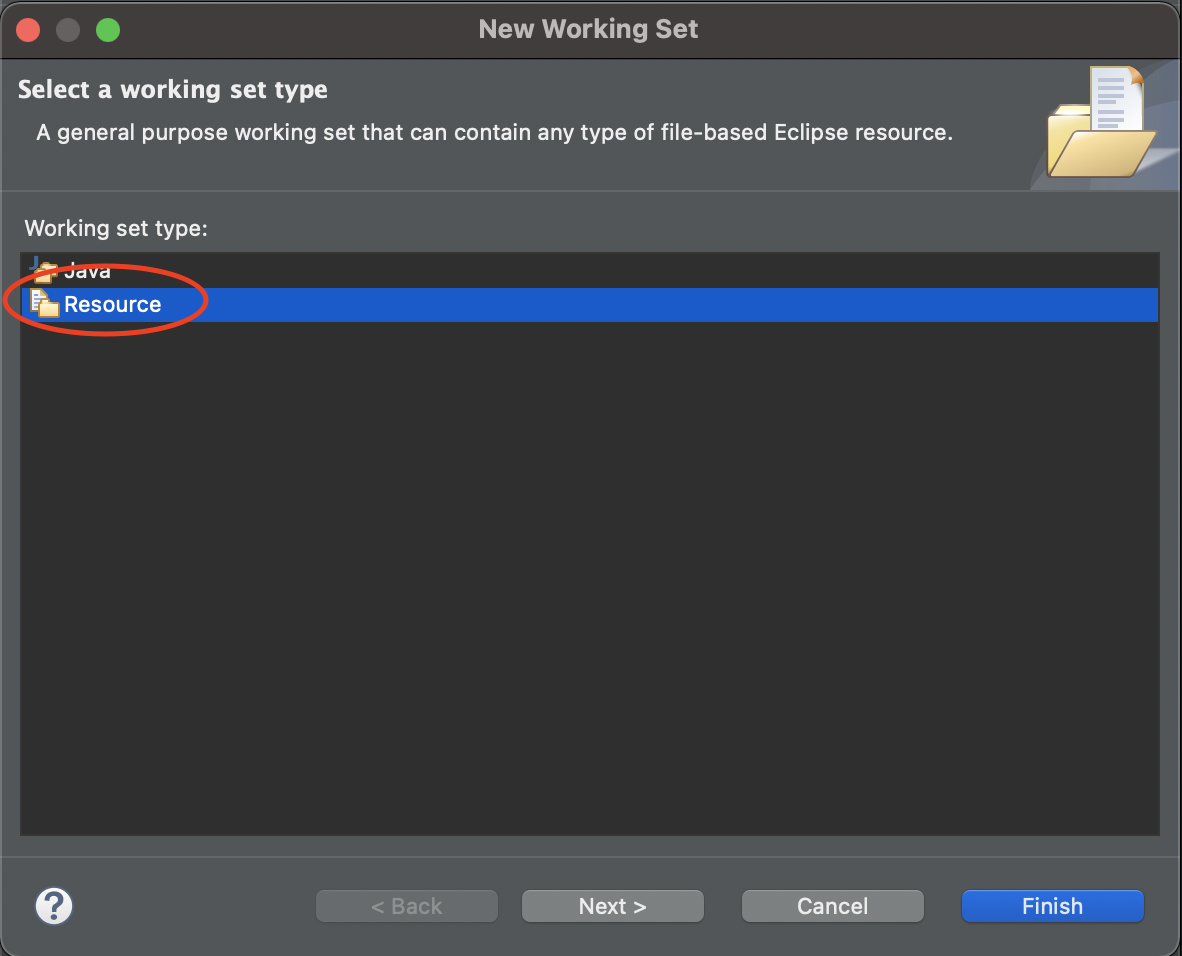 New Working Set
Select a working set type
A general purpose working set that can contain any type of file-based Eclipse resource.
Working set type:
Java
Resource
?
< Back
Next >
Cancel
Finish